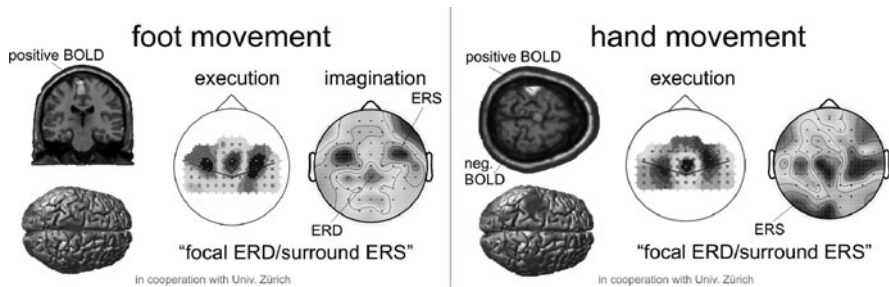 foot movement
positive BOLD
execution
imagination
ERS
ERD
“focal ERD/surround ERS”
in cooperation with Univ. Zürich
hand movement
positive BOLD
execution
neg.
BOLD
ERS
“focal ERD/surround ERS”
in cooperation with Univ. Zürich